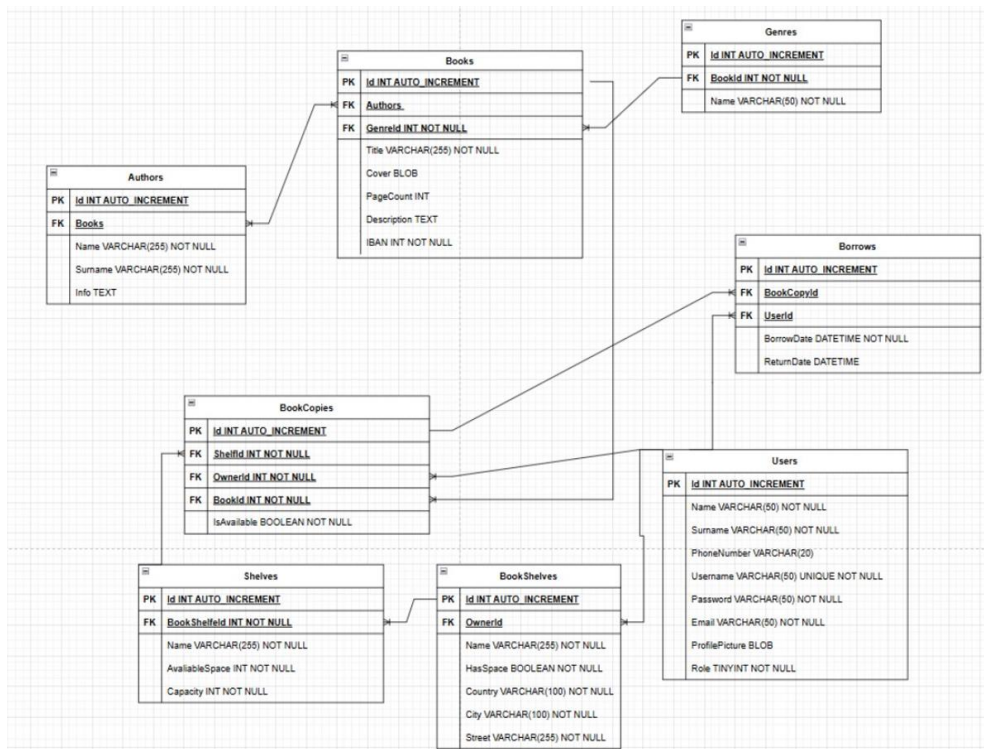 Genres
PK Id INT AUTO_INCREMENT
FK BookId INT NOT NULL
Name VARCHAR(50) NOT NULL
Books
PK Id INT AUTO_INCREMENT
FK Authors
FK GenreId INT NOT NULL
Title VARCHAR(255) NOT NULL
Cover BLOB
PageCount INT
Description TEXT
IBAN INT NOT NULL
Authors
PK Id INT AUTO_INCREMENT
FK Books
Name VARCHAR(255) NOT NULL
Surname VARCHAR(255) NOT NULL
Info TEXT
Borrows
PK Id INT AUTO_INCREMENT
FK BookCopyId
FK UserId
BorrowDate DATETIME NOT NULL
ReturnDate DATETIME
BookCopies
PK Id INT AUTO_INCREMENT
FK ShelfId INT NOT NULL
FK OwnerId INT NOT NULL
FK BookId INT NOT NULL
IsAvailable BOOLEAN NOT NULL
Users
PK Id INT AUTO_INCREMENT
Name VARCHAR(50) NOT NULL
Surname VARCHAR(50) NOT NULL
PhoneNumber VARCHAR(20)
Username VARCHAR(50) UNIQUE NOT NULL
Password VARCHAR(50) NOT NULL
Email VARCHAR(50) NOT NULL
ProfilePicture BLOB
Role TINYINT NOT NULL
Shelves
PK Id INT AUTO_INCREMENT
FK BookShelfeId INT NOT NULL
Name VARCHAR(255) NOT NULL
AvaliableSpace INT NOT NULL
Capacity INT NOT NULL
BookShelves
PK Id INT AUTO_INCREMENT
FK OwnerId
Name VARCHAR(255) NOT NULL
HasSpace BOOLEAN NOT NULL
Country VARCHAR(100) NOT NULL
City VARCHAR(100) NOT NULL
Street VARCHAR(255) NOT NULL